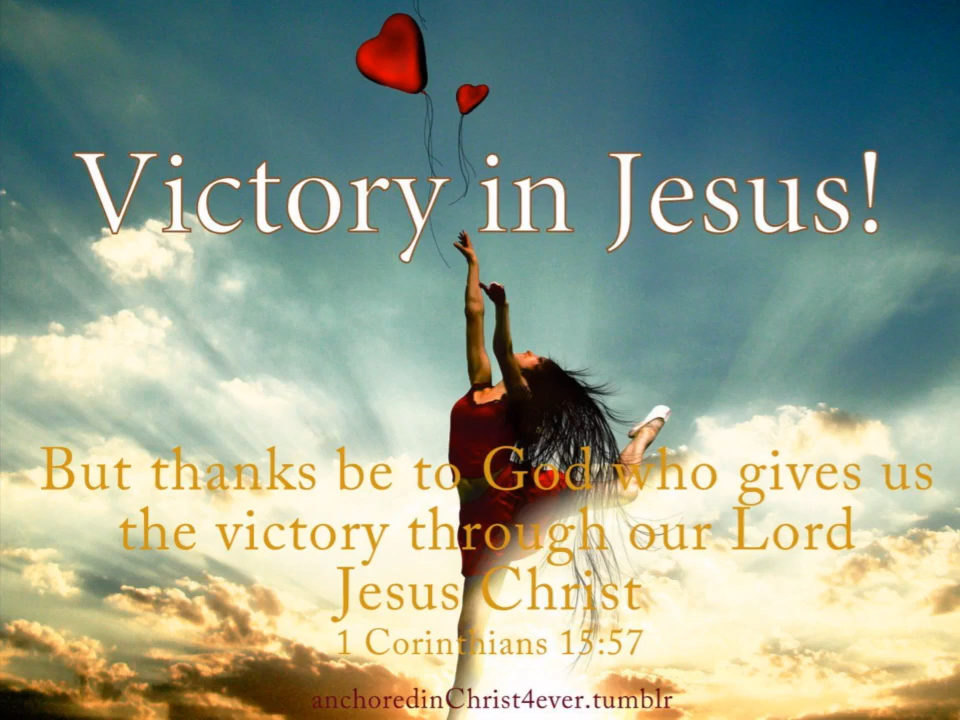 Victory in Jesus!
But thanks be to God who gives us
the victory through our Lord
Jesus Christ
1 Corinthians 15:57
anchoredinChrist4ever.tumblr